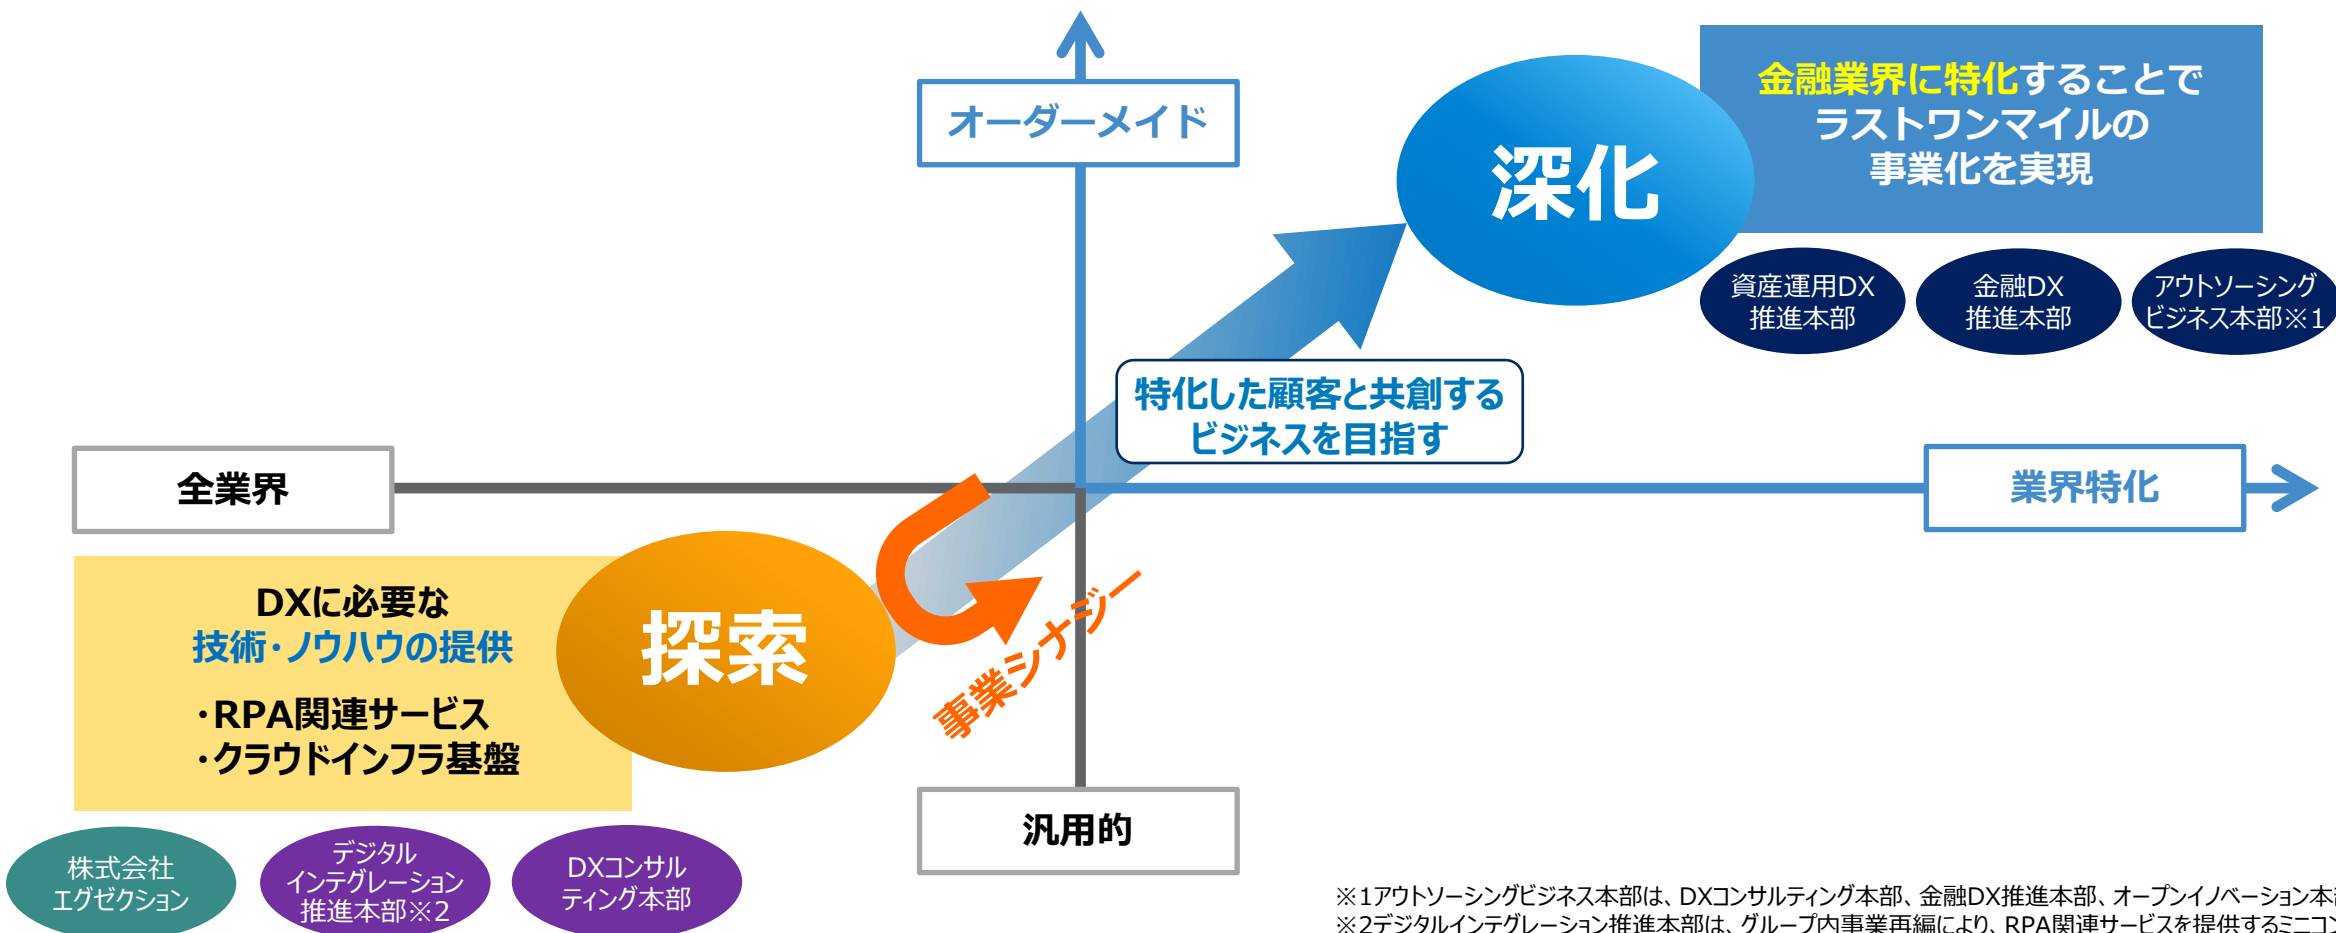 オーダーメイド
金融業界に特化することで
ラストワンマイルの
事業化を実現
深化
資産運用DX
推進本部
金融DX
推進本部
アウトソーシング
ビジネス本部※1
特化した顧客と共創する
ビジネスを目指す
全業界
業界特化
DXに必要な
技術・ノウハウの提供
・RPA関連サービス
・クラウドインフラ基盤
探索
事業シナジー
汎用的
株式会社
エグゼクション
デジタル
インテグレーション
推進本部※2
DXコンサル
ティング本部
※1アウトソーシングビジネス本部は、DXコンサルティング本部、金融DX推進本部、オープンイノベーション本
※2デジタルインテグレーション推進本部は、グループ内事業再編により、RPA関連サービスを提供するミニコン